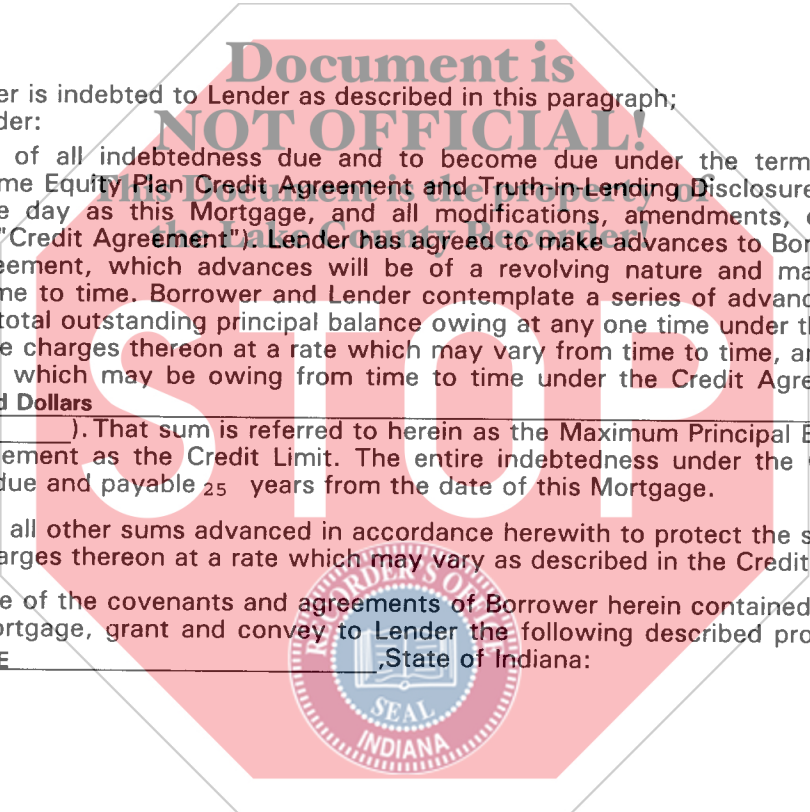 Document is
er is indebted to Lender as described in this paragraph;
der:
NOT OFFICIAL!
of all indebtedness due and to become due under the term
me Equity Plan Credit Agreement and Truth-in-Lending Disclosure
This Document is the property of
e day as this Mortgage, and all modifications, amendments,
the Lake County Recorder!
"Credit Agreement"). Lender has agreed to make advances to Bor
eement, which advances will be of a revolving nature and ma
me to time. Borrower and Lender contemplate a series of advanc
total outstanding principal balance owing at any one time under th
e charges thereon at a rate which may vary from time to time, an
which may be owing from time to time under the Credit Agre
d Dollars
). That sum is referred to herein as the Maximum Principal B
ement as the Credit Limit. The entire indebtedness under the
due and payable 25 years from the date of this Mortgage.
STOP
all other sums advanced in accordance herewith to protect the s
arges thereon at a rate which may vary as described in the Credit
e of the covenants and agreements of Borrower herein contained
ortgage, grant and convey to Lender the following described pro
E ,State of Indiana:
SEAL
INDIANA